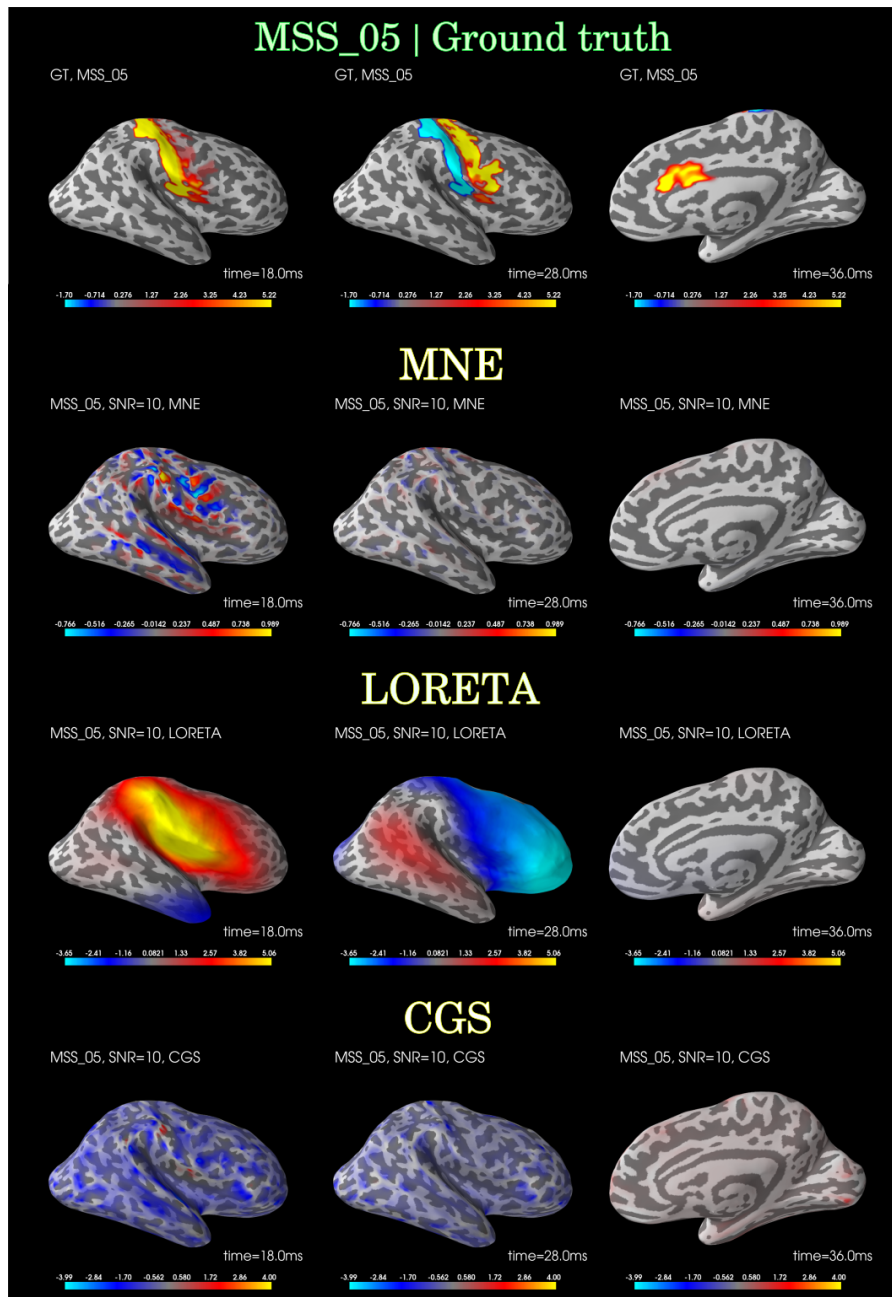 MSS_05 | Ground truth
GT, MSS_05 GT, MSS_05 GT, MSS_05
time=18.0ms time=28.0ms time=36.0ms
-1.70 -0.714 0.276 1.27 2.26 3.25 4.23 5.22 -1.70 -0.714 0.276 1.27 2.26 3.25 4.23 5.22 -1.70 -0.714 0.276 1.27 2.26 3.25 4.23 5.22
MNE
MSS_05, SNR=10, MNE MSS_05, SNR=10, MNE MSS_05, SNR=10, MNE
time=18.0ms time=28.0ms time=36.0ms
-0.766 -0.516 -0.265 -0.0142 0.237 0.487 0.738 0.989 -0.766 -0.516 -0.265 -0.0142 0.237 0.487 0.738 0.989 -0.766 -0.516 -0.265 -0.0142 0.237 0.487 0.738 0.989
LORETA
MSS_05, SNR=10, LORETA MSS_05, SNR=10, LORETA MSS_05, SNR=10, LORETA
time=18.0ms time=28.0ms time=36.0ms
-3.65 -2.41 -1.16 0.0821 1.33 2.57 3.82 5.06 -3.65 -2.41 -1.16 0.0821 1.33 2.57 3.82 5.06 -3.65 -2.41 -1.16 0.0821 1.33 2.57 3.82 5.06
CGS
MSS_05, SNR=10, CGS MSS_05, SNR=10, CGS MSS_05, SNR=10, CGS
time=18.0ms time=28.0ms time=36.0ms
-3.99 -2.84 -1.70 -0.562 0.580 1.72 2.86 4.00 -3.99 -2.84 -1.70 -0.562 0.580 1.72 2.86 4.00 -3.99 -2.84 -1.70 -0.562 0.580 1.72 2.86 4.00